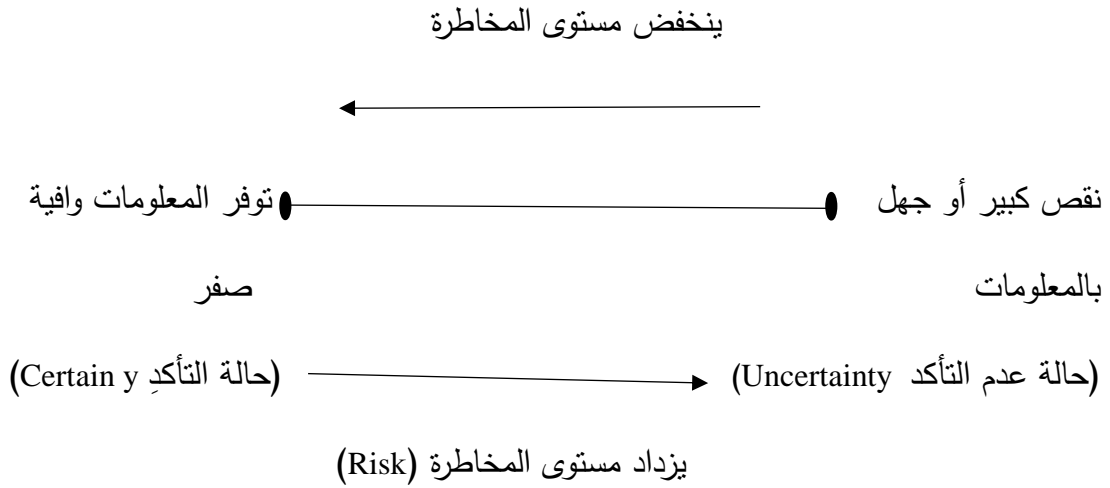 ينخفض مستوى المخاطرة
نقص كبير أو جهل توفر المعلومات وافية
بالمعلومات صفر
(حالة عدم التأكد Uncertainty) (حالة التأكدِ Certain y)
يزداد مستوى المخاطرة (Risk)